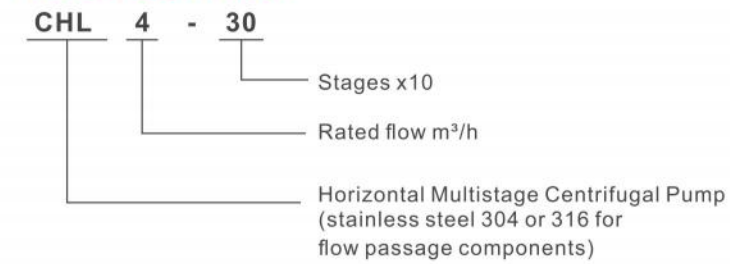 CHL 4 - 30
Stages x10
Rated flow m³/h
Horizontal Multistage Centrifugal Pump
(stainless steel 304 or 316 for
flow passage components)